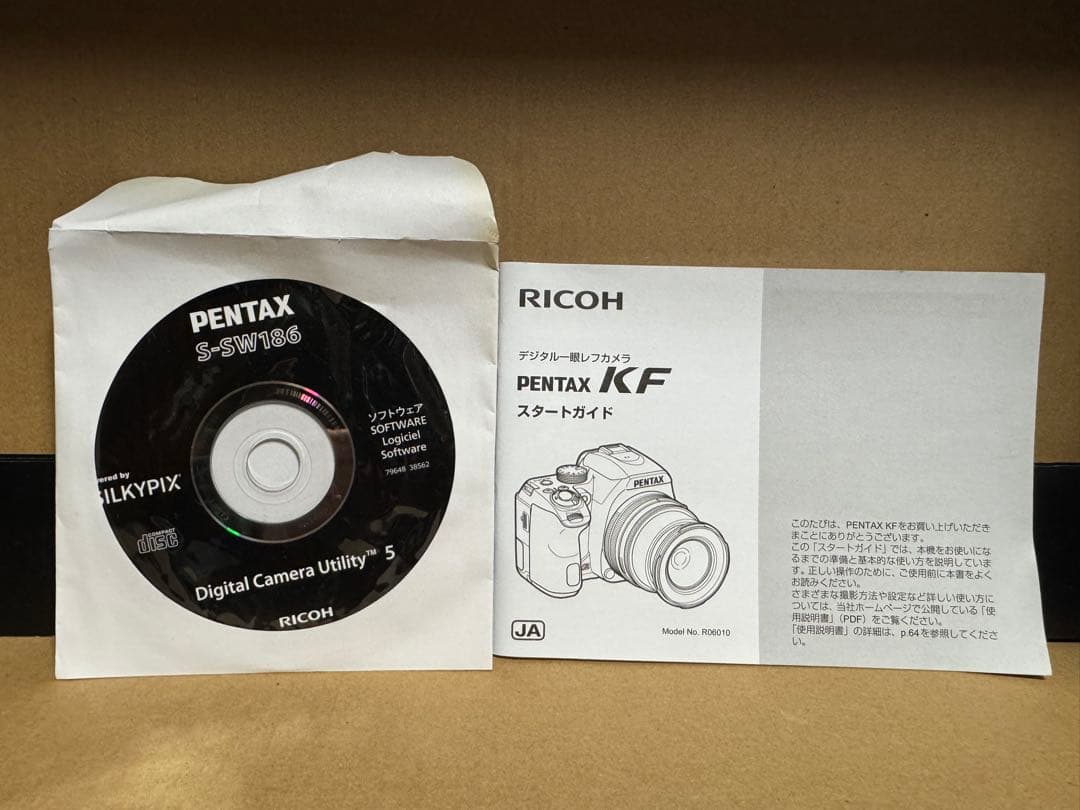 PENTAX
S-SW186
ソフトウェア
SOFTWARE
Logiciel
Software
79648 38562
ered by
SILKYPIX
COMPACT
disc
Digital Camera Utility™ 5
RICOH
RICOH
デジタル一眼レフカメラ
PENTAX KF
スタートガイド
PENTAX
JA
Model No. R06010
このたびは、PENTAX KFをお買い上げいただき
まことにありがとうございます。
この「スタートガイド」では、本機をお使いにな
るまでの準備と基本的な使い方を説明していま
す。正しい操作のために、ご使用前に本書をよく
お読みください。
さまざまな撮影方法や設定など詳しい使い方に
ついては、当社ホームページで公開している「使
用説明書」（PDF）をご覧ください。
「使用説明書」の詳細は、p.64を参照してくださ
い。